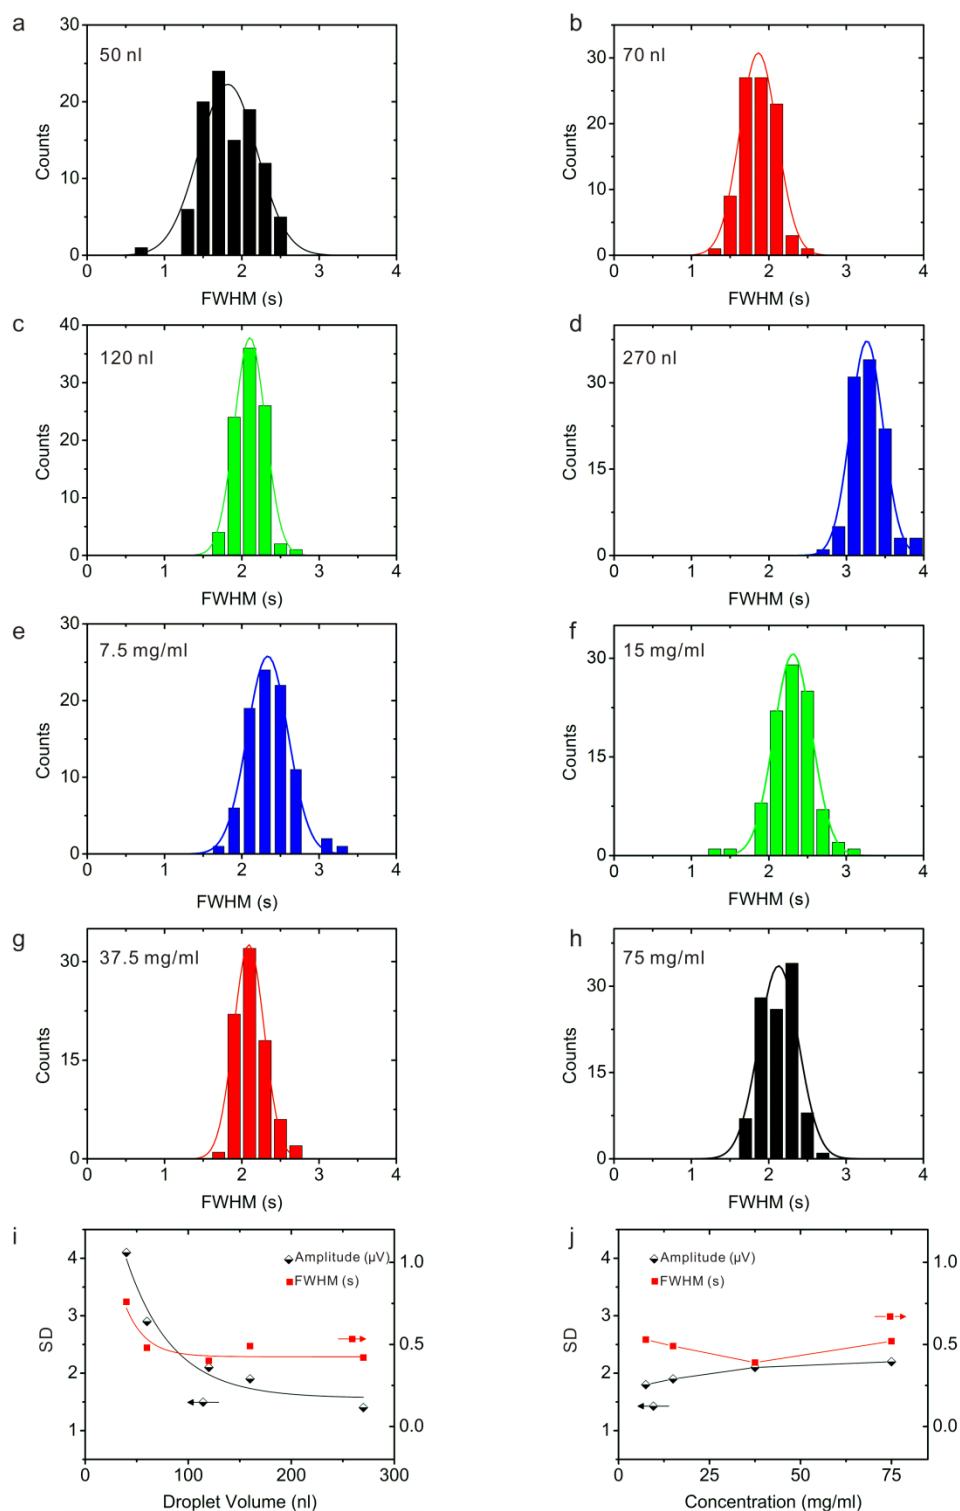 a
50 nl
30
20
10
0
Counts
0 1 2 3 4
FWHM (s)
b
70 nl
30
20
10
0
Counts
0 1 2 3 4
FWHM (s)
c
120 nl
40
30
20
10
0
Counts
0 1 2 3 4
FWHM (s)
d
270 nl
30
15
0
Counts
0 1 2 3 4
FWHM (s)
e
7.5 mg/ml
30
20
10
0
Counts
0 1 2 3 4
FWHM (s)
f
15 mg/ml
30
15
0
Counts
0 1 2 3 4
FWHM (s)
g
37.5 mg/ml
30
15
0
Counts
0 1 2 3 4
FWHM (s)
h
75 mg/ml
30
15
0
Counts
0 1 2 3 4
FWHM (s)
i
Amplitude (μV)
FWHM (s)
4
3
2
1
SD
1.0
0.5
0.0
0 100 200 300
Droplet Volume (nl)
j
Amplitude (μV)
FWHM (s)
4
3
2
1
SD
1.0
0.5
0.0
0 25 50 75
Concentration (mg/ml)